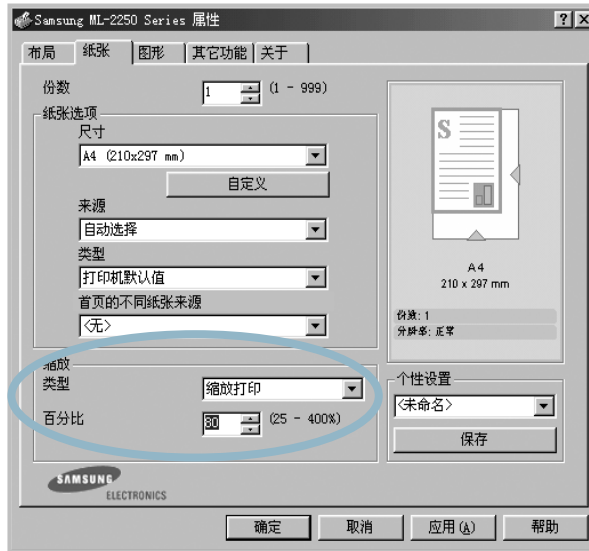 Samsung ML-2250 Series 属性
布局 纸张 图形 其它功能 关于
份数 1 (1 - 999)
纸张选项
尺寸
A4 (210x297 mm)
自定义
来源
自动选择
类型
打印机默认值
首页的不同纸张来源
<无>
缩放
类型 缩放打印
百分比 80 (25 - 400%)
S
A4
210 x 297 mm
份数: 1
分辨率: 正常
个性设置
<未命名>
保存
SAMSUNG
ELECTRONICS
确定 取消 应用(A) 帮助